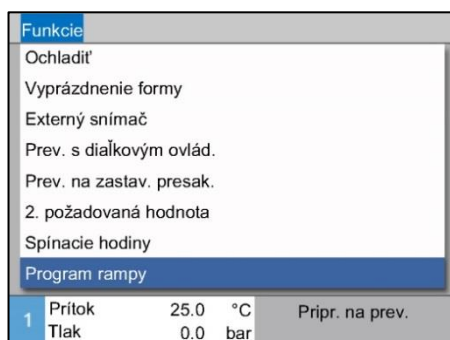 Funkcie
Ochladiť
Vyprázdnenie formy
Externý snímač
Prev. s diaľkovým ovlád.
Prev. na zastav. presak.
2. požadovaná hodnota
Spínacie hodiny
Program rampy
1 Prítok 25.0 °C Pripr. na prev.
Tlak 0.0 bar